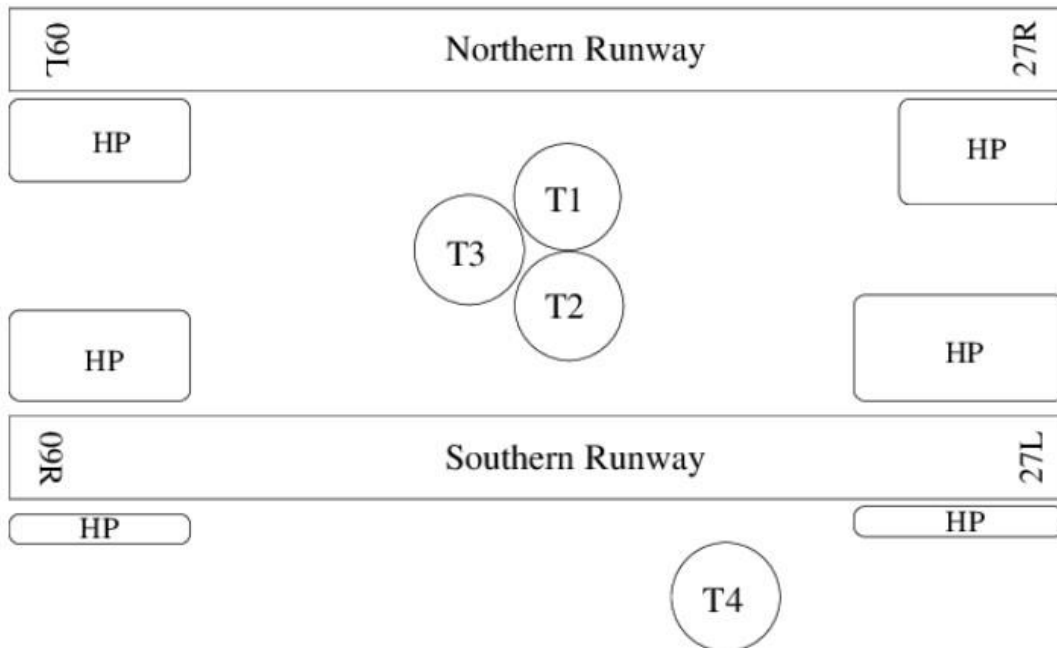 09L
Northern Runway
27R
HP
HP
T1
T3
T2
HP
HP
09R
Southern Runway
27L
HP
HP
T4